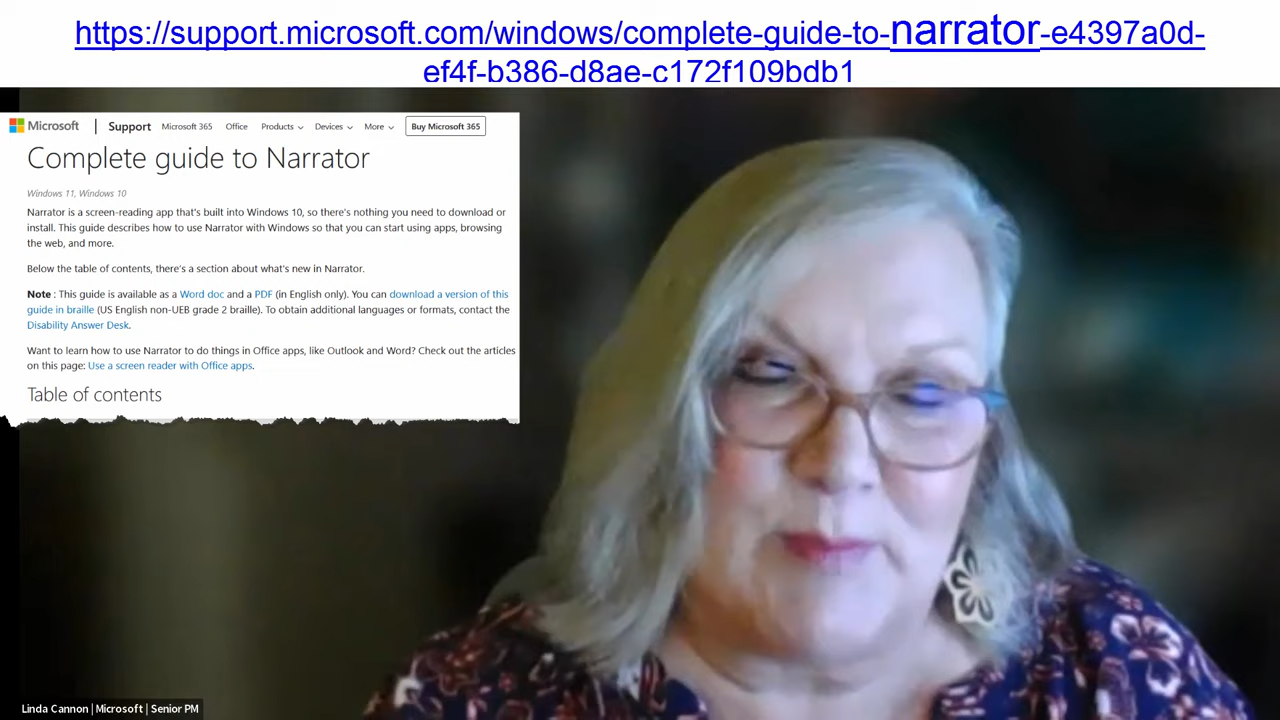 https://support.microsoft.com/windows/complete-guide-to-narrator-e4397a0d-
ef4f-b386-d8ae-c172f109bdb1
Microsoft | Support Microsoft 365 Office Products Devices More Buy Microsoft 365
Complete guide to Narrator
Windows 11, Windows 10
Narrator is a screen-reading app that's built into Windows 10, so there's nothing you need to download or
install. This guide describes how to use Narrator with Windows so that you can start using apps, browsing
the web, and more.
Below the table of contents, there's a section about what's new in Narrator.
Note : This guide is available as a Word doc and a PDF (in English only). You can download a version of this
guide in braille (US English non-UEB grade 2 braille). To obtain additional languages or formats, contact the
Disability Answer Desk.
Want to learn how to use Narrator to do things in Office apps, like Outlook and Word? Check out the articles
on this page: Use a screen reader with Office apps.
Table of contents
Linda Cannon | Microsoft | Senior PM